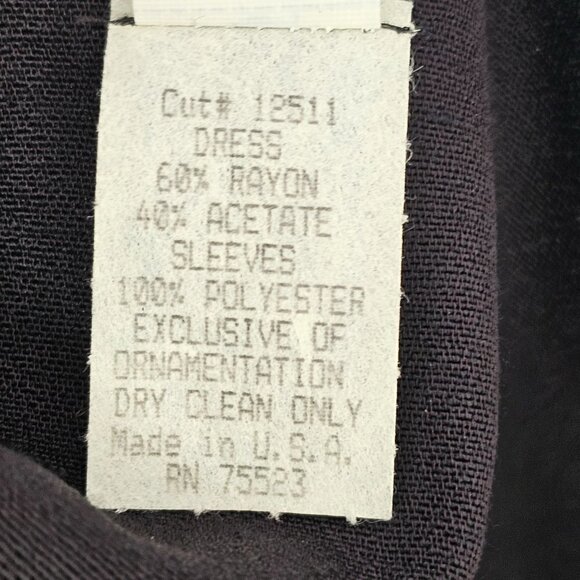 Cut# 12511
DRESS
60% RAYON
40% ACETATE
SLEEVES
100% POLYESTER
EXCLUSIVE OF
ORNAMENTATION
DRY CLEAN ONLY
Made in U.S.A.
RN 75523